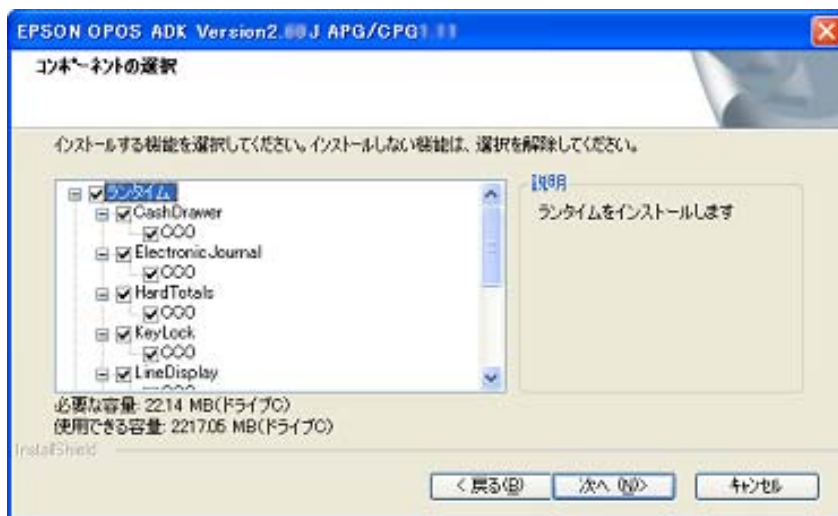 EPSON OPOS ADK Version2. J APG/CPG
コンポーネントの選択
インストールする機能を選択してください。インストールしない機能は、選択を解除してください。
ランタイム
CashDrawer
CCO
ElectronicJournal
CCO
HardTotals
CCO
KeyLock
CCO
LineDisplay
説明
ランタイムをインストールします
必要な容量: 22.14 MB(ドライブC)
使用できる容量: 2217.05 MB(ドライブC)
InstallShield
< 戻る(B)
次へ (N)>
キャンセル